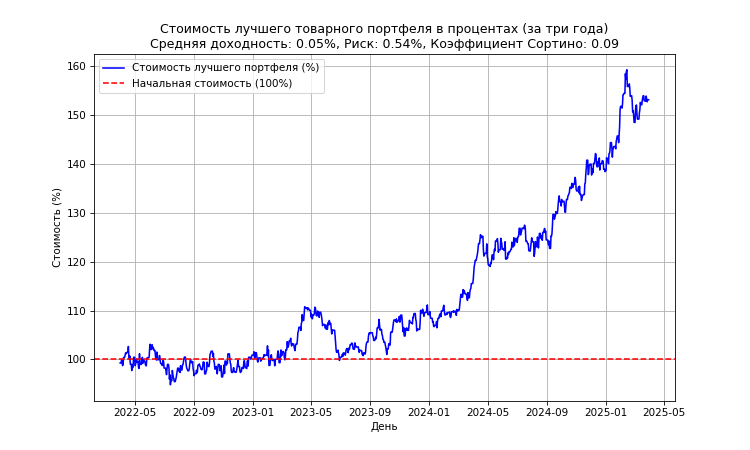 Стоимость лучшего товарного портфеля в процентах (за три года)
Средняя доходность: 0.05%, Риск: 0.54%, Коэффициент Сортино: 0.09
Стоимость лучшего портфеля (%)
Начальная стоимость (100%)
Стоимость (%)
160
150
140
130
120
110
100
2022-05 2022-09 2023-01 2023-05 2023-09 2024-01 2024-05 2024-09 2025-01 2025-05
День